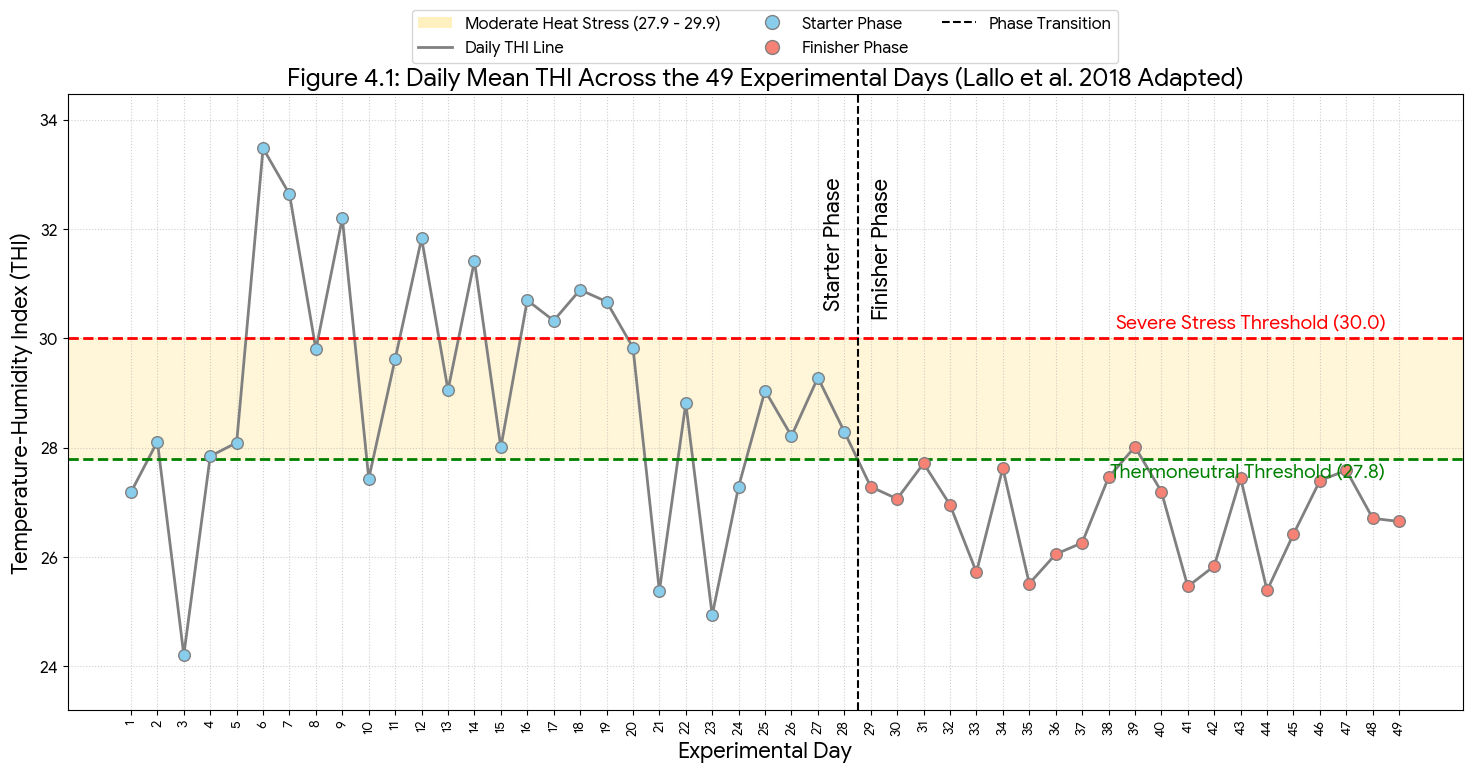 Moderate Heat Stress (27.9 - 29.9)
Daily THI Line
Starter Phase
Finisher Phase
Phase Transition
Figure 4.1: Daily Mean THI Across the 49 Experimental Days (Lallo et al. 2018 Adapted)
Temperature-Humidity Index (THI)
34
32
30
28
26
24
Starter Phase
Finisher Phase
Severe Stress Threshold (30.0)
Thermoneutral Threshold (27.8)
1 2 3 4 5 6 7 8 9 10 11 12 13 14 15 16 17 18 19 20 21 22 23 24 25 26 27 28 29 30 31 32 33 34 35 36 37 38 39 40 41 42 43 44 45 46 47 48 49
Experimental Day